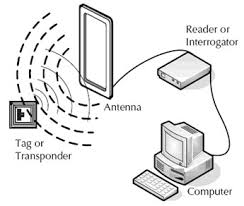 Reader or
Interrogator
Antenna
Tag or
Transponder
Computer